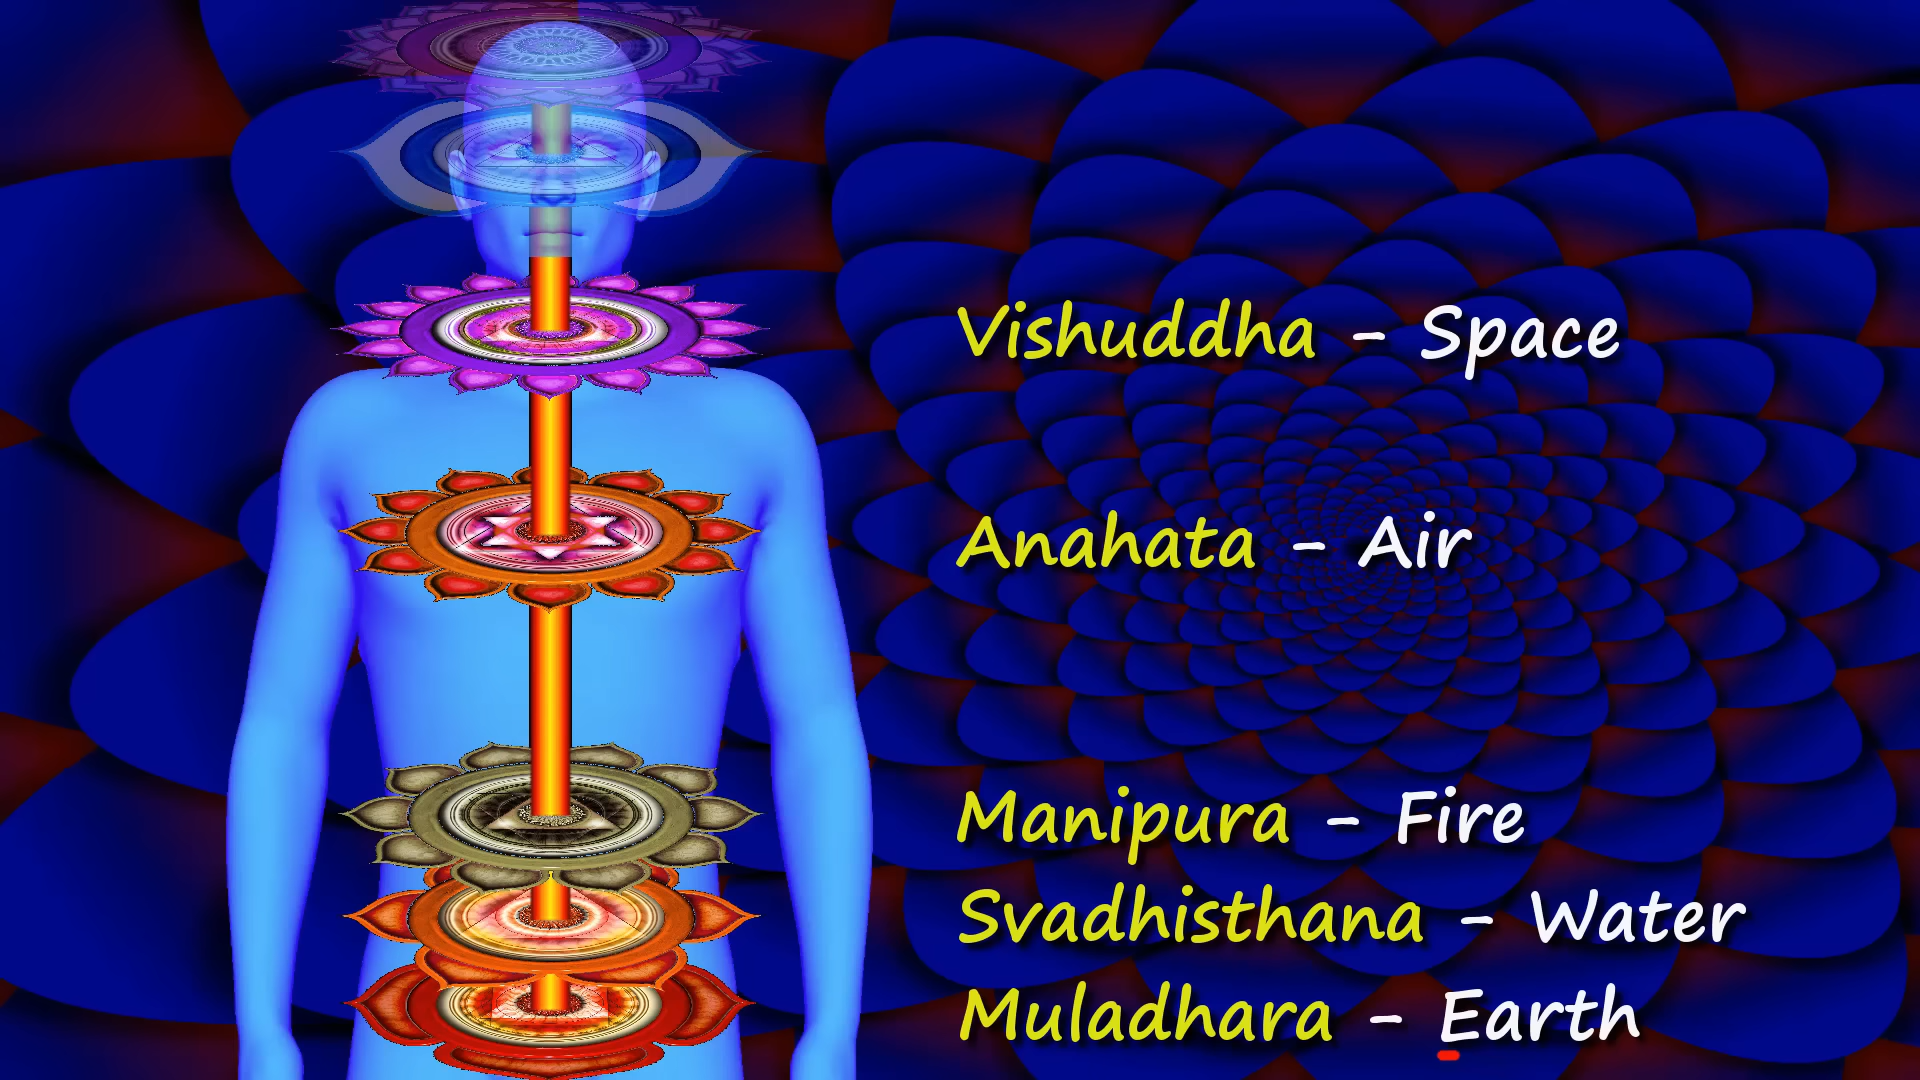 Vishuddha - Space
Anahata - Air
Manipura - Fire
Svadhisthana - Water
Muladhara - Earth